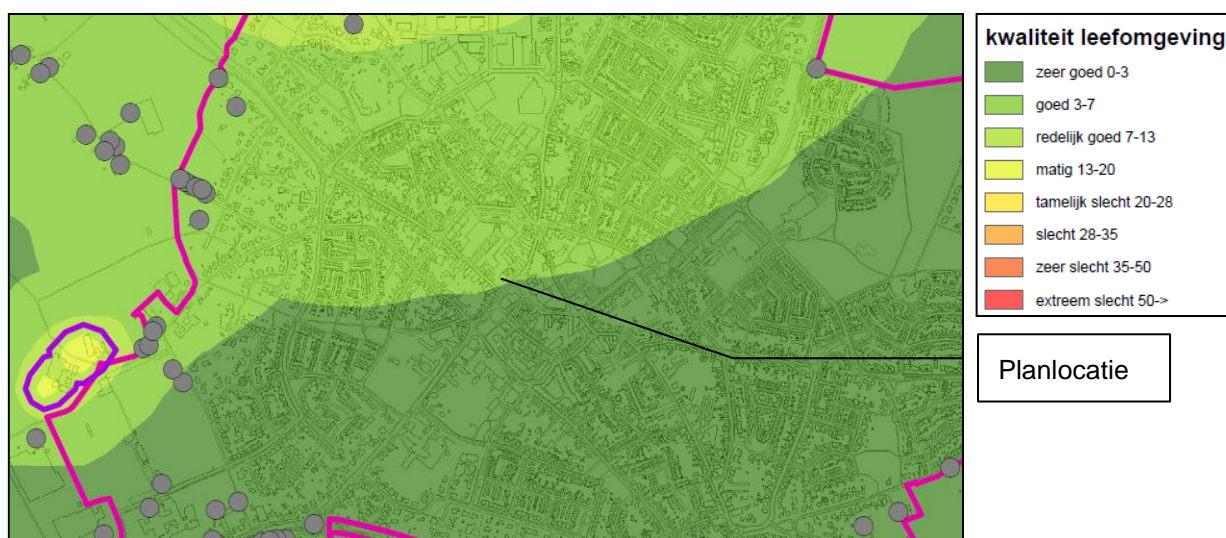 kwaliteit leefomgeving
zeer goed 0-3
goed 3-7
redelijk goed 7-13
matig 13-20
tamelijk slecht 20-28
slecht 28-35
zeer slecht 35-50
extreem slecht 50->
Planlocatie